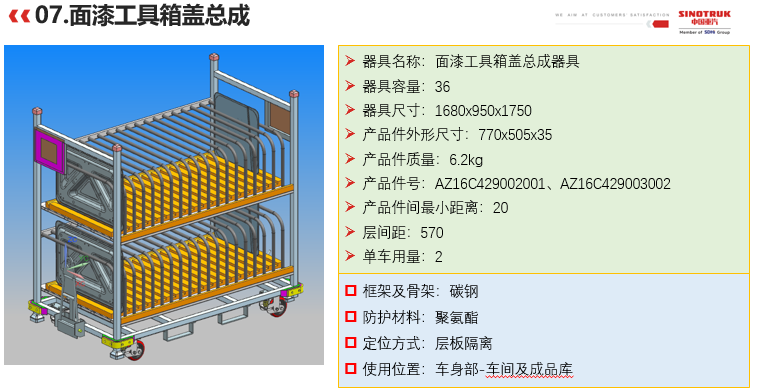 07.面漆工具箱盖总成
WE AIM AT CUSTOMERS' SATISFACTION
SINOTRUK
中国重汽
Member of SDHI Group
器具名称：面漆工具箱盖总成器具
器具容量：36
器具尺寸：1680x950x1750
产品件外形尺寸：770x505x35
产品件质量：6.2kg
产品件号：AZ16C429002001、AZ16C429003002
产品件间最小距离：20
层间距：570
单车用量：2
框架及骨架：碳钢
防护材料：聚氨酯
定位方式：层板隔离
使用位置：车身部-车间及成品库